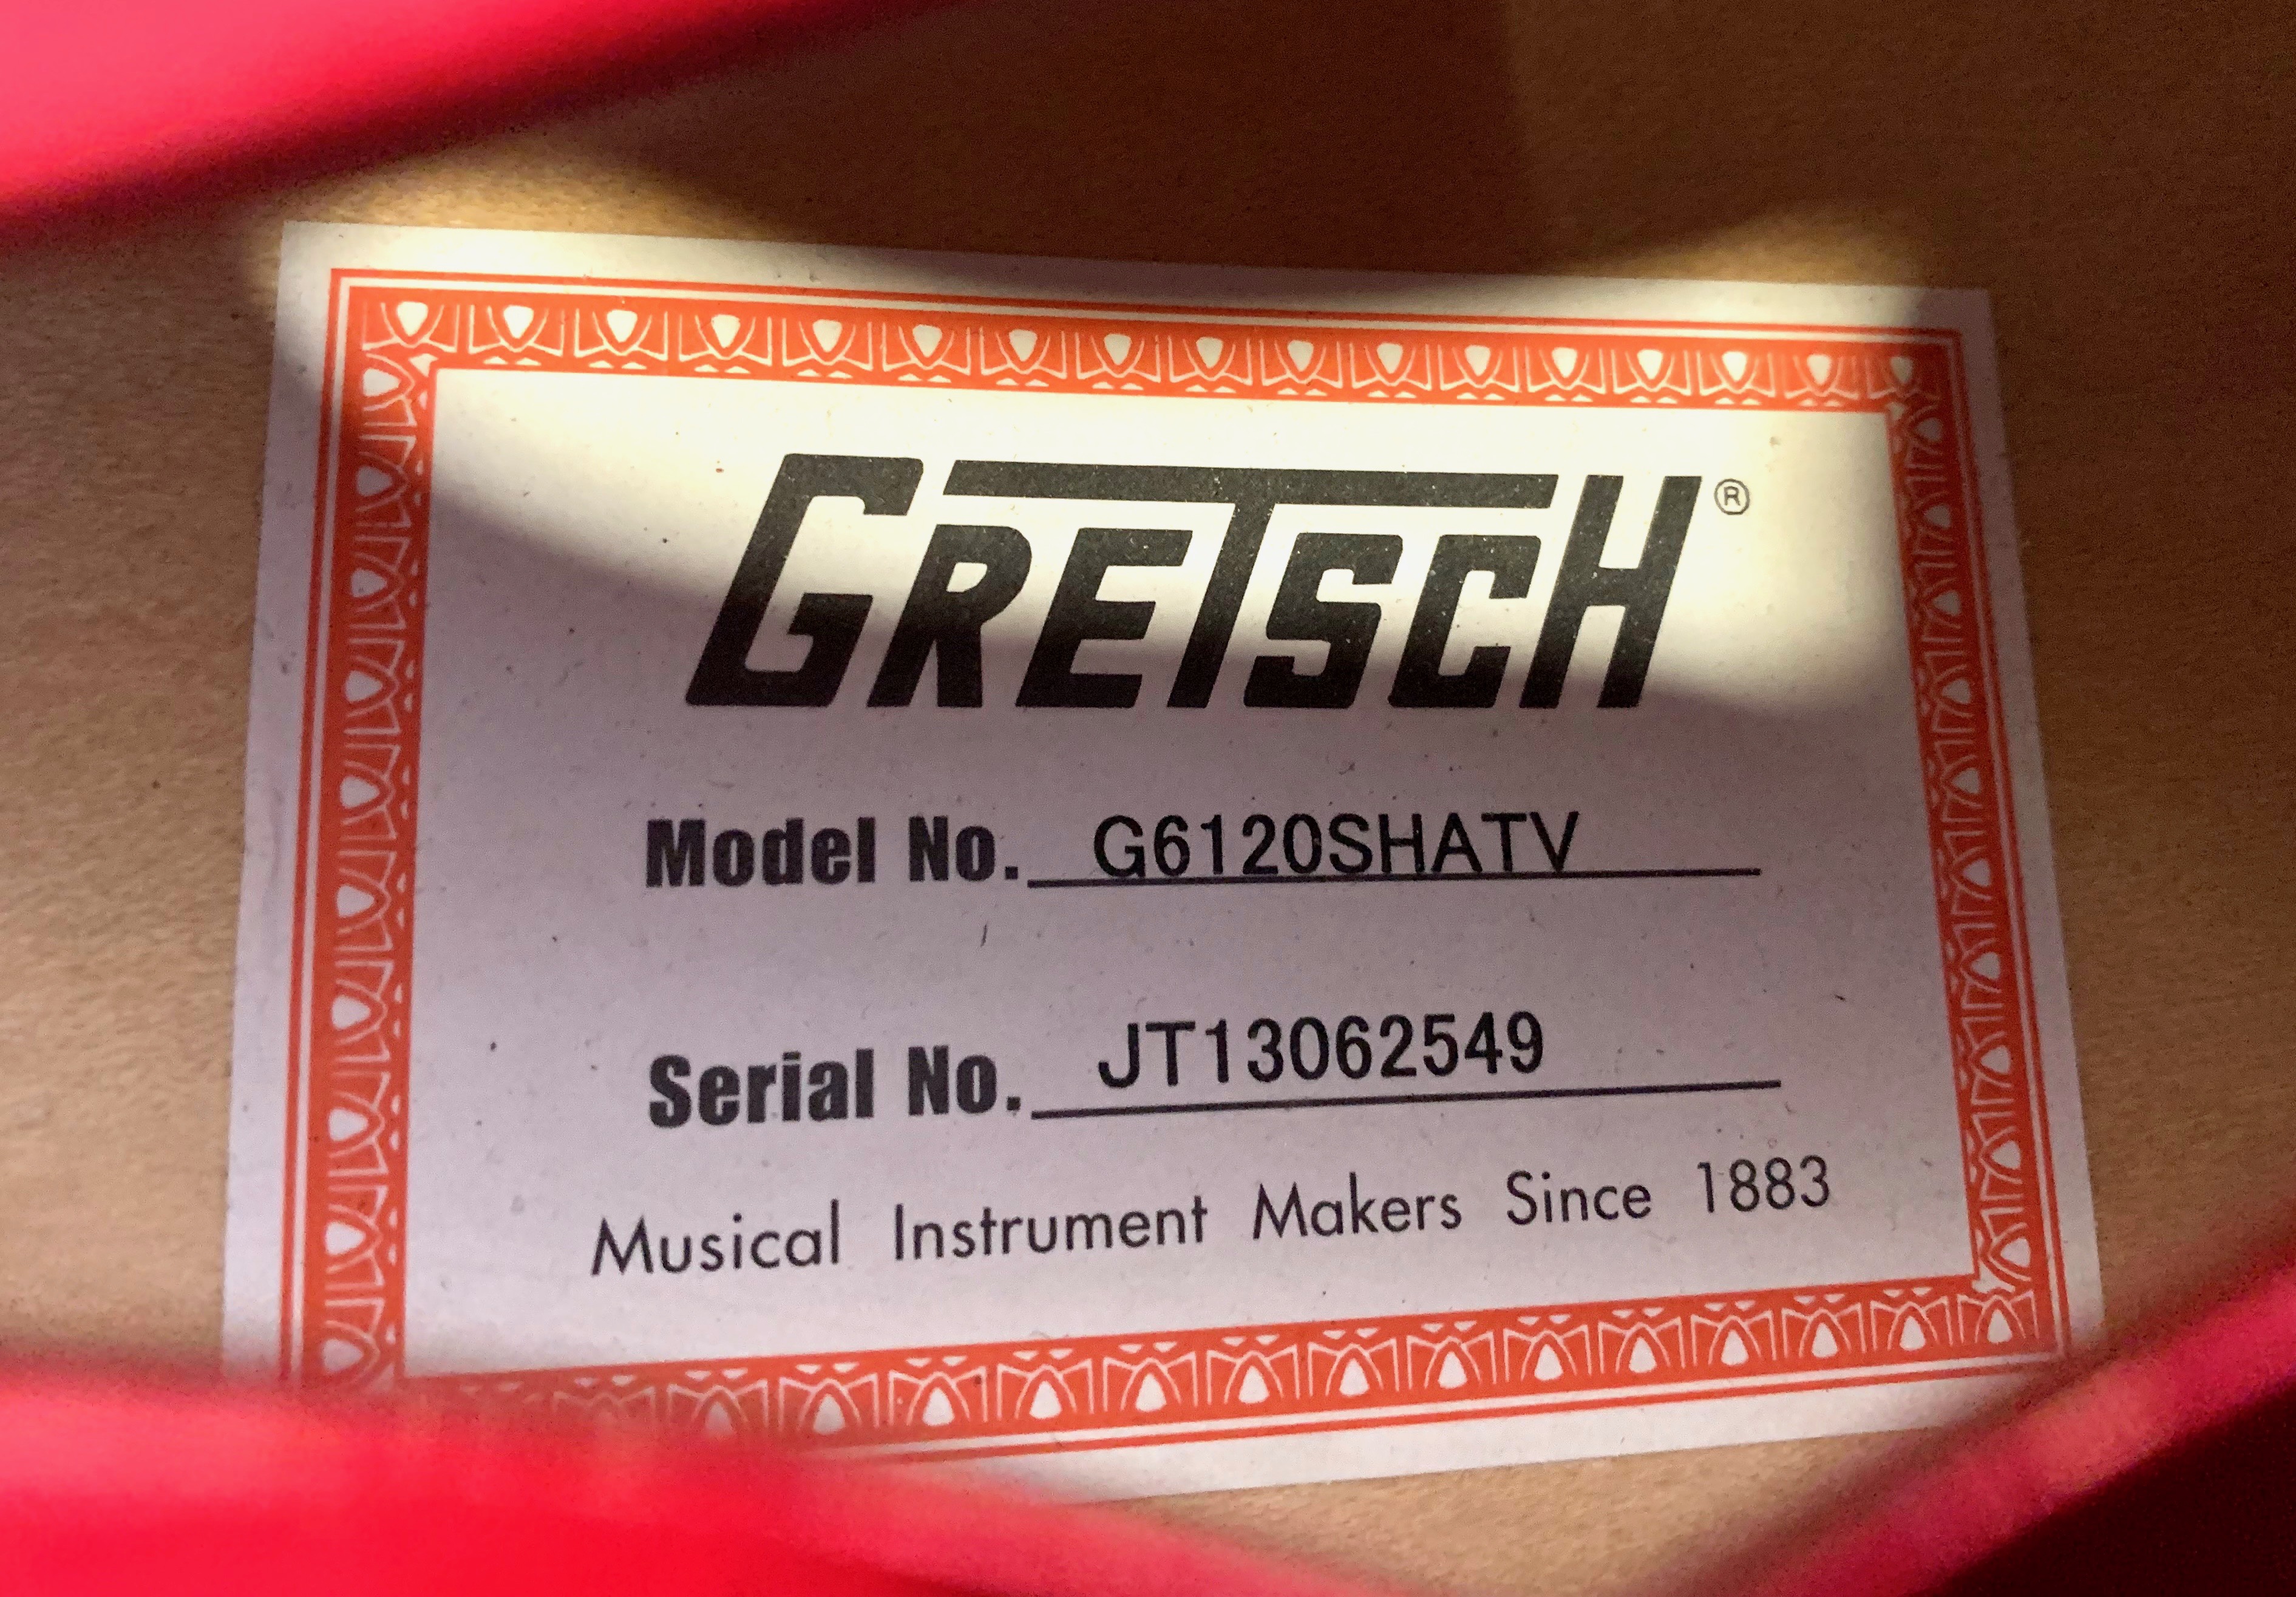 GRETSCH®
Model No. G6120SHATV
Serial No. JT13062549
Musical Instrument Makers Since 1883